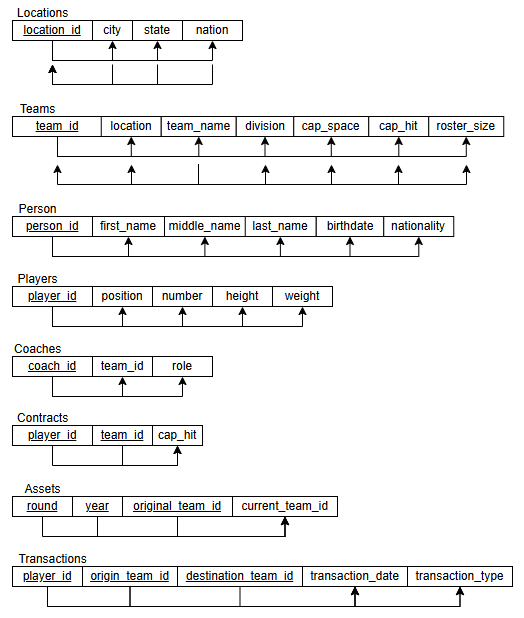 Locations
location_id city state nation
Teams
team_id location team_name division cap_space cap_hit roster_size
Person
person_id first_name middle_name last_name birthdate nationality
Players
player_id position number height weight
Coaches
coach_id team_id role
Contracts
player_id team_id cap_hit
Assets
round year original_team_id current_team_id
Transactions
player_id origin_team_id destination_team_id transaction_date transaction_type